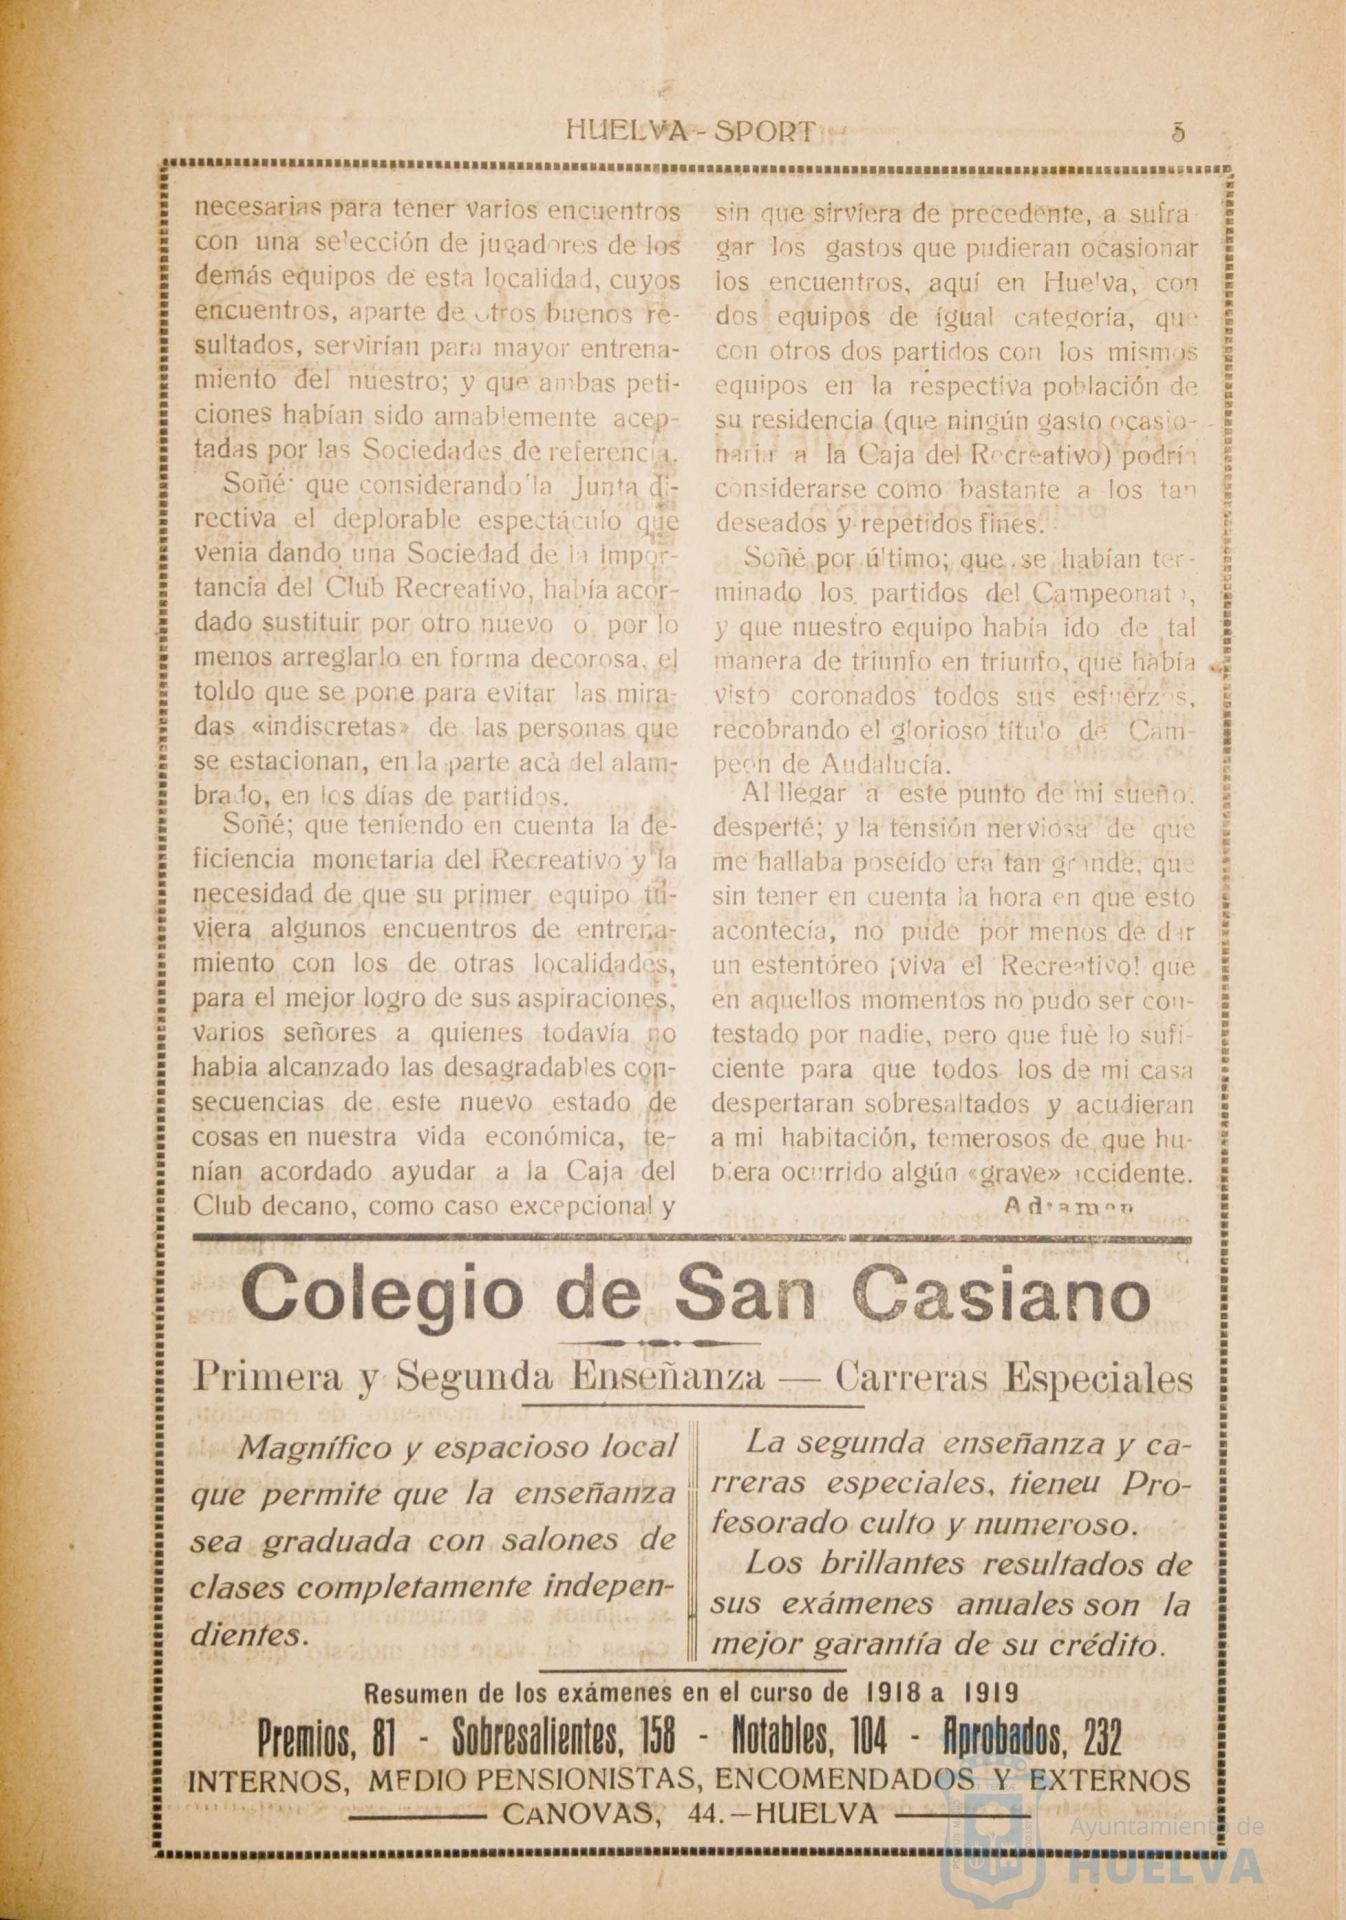 HUELVA - SPORT
3
necesarias para tener varios encuentros
con una selección de jugadores de los
demás equipos de esta localidad, cuyos
encuentros, aparte de otros buenos re-
sultados, servirían para mayor entrena-
miento del nuestro; y que ambas peti-
ciones habían sido amablemente acep-
tadas por las Sociedades de referencia.
Soñé que considerando la Junta di-
rectiva el deplorable espectáculo que
venia dando una Sociedad de la impor-
tancia del Club Recreativo, había acor-
dado sustituir por otro nuevo o por lo
menos arreglarlo en forma decorosa, el
toldo que se pone para evitar las mira-
das «indiscretas» de las personas que
se estacionan, en la parte acà del alam-
brado, en los días de partidos.
Soñé; que teniendo en cuenta la de-
ficiencia monetaria del Recreativo y la
necesidad de que su primer equipo tu-
viera algunos encuentros de entrena-
miento con los de otras localidades,
para el mejor logro de sus aspiraciones,
varios señores a quienes todavía no
habia alcanzado las desagradables con-
secuencias de este nuevo estado de
cosas en nuestra vida económica, te-
nían acordado ayudar a la Caja del
Club decano, como caso excepcional y
sin que sirviera de precedente, a sufra
gar los gastos que pudieran ocasionar
los encuentros, aquí en Huelva, con
dos equipos de igual categoría, que
con otros dos partidos con los mismos
equipos en la respectiva población de
su residencia (que ningún gasto ocasio-
naria a la Caja del Recreativo) podría
considerarse como bastante a los tan
deseados y repetidos fines.
Soñé por último; que se habían ter-
minado los partidos del Campeonato,
y que nuestro equipo había ido de tal
manera de triunfo en triunfo, que había
visto coronados todos sus esfuerzos,
recobrando el glorioso título de Cam-
peón de Audalucía.
Al llegar a este punto de mi sueño.
desperté; y la tensión nerviosa de que
me hallaba poseído era tan grande, que
sin tener en cuenta la hora en que esto
acontecía, no pude por menos de dar
un estentóreo ¡viva el Recreativo! que
en aquellos momentos no pudo ser con-
testado por nadie, pero que fuè lo sufi-
ciente para que todos los de mi casa
despertaran sobresaltados y acudieran
a mi habitación, temerosos de que hu-
biera ocurrido algún «grave» accidente.
Colegio de San Casiano
Primera y Segunda Enseñanza — Carreras Especiales
Magnífico y espacioso local
que permite que la enseñanza
sea graduada con salones de
clases completamente indepen-
dientes.
La segunda enseñanza y ca-
rreras especiales, tieneu Pro-
fesorado culto y numeroso.
Los brillantes resultados de
sus exámenes anuales son la
mejor garantía de su crédito.
Resumen de los exámenes en el curso de 1918 a 1919
Premios, 81 - Sobresalientes, 158 - Notables, 104 - Aprobados, 232
INTERNOS, MEDIO PENSIONISTAS, ENCOMENDADOS Y EXTERNOS
CANOVAS, 44.—HUELVA
Ayuntamiento de
HUELVA